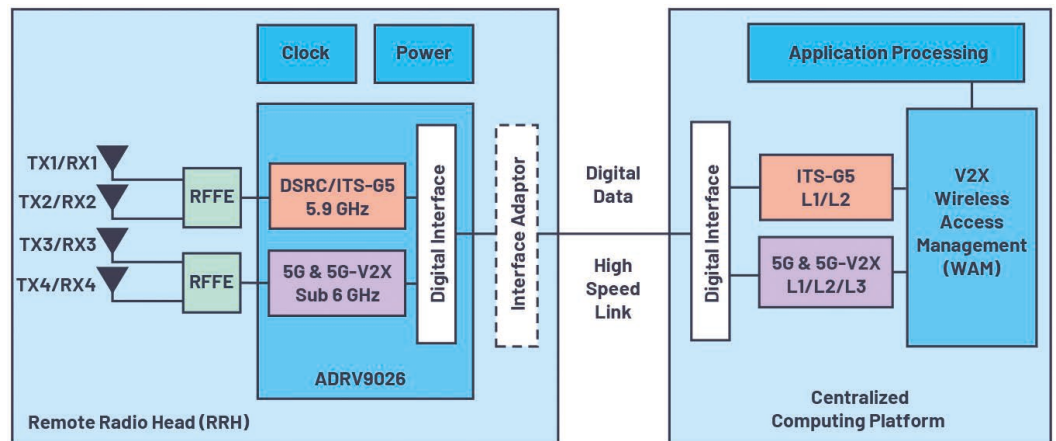 Clock
Power
TX1/RX1
TX2/RX2
TX3/RX3
TX4/RX4
RFFE
RFFE
DSRC/ITS-G5
5.9 GHz
5G & 5G-V2X
Sub 6 GHz
Digital Interface
ADRV9026
Interface Adaptor
Remote Radio Head (RRH)
Digital
Data
High
Speed
Link
Application Processing
Digital Interface
ITS-G5
L1/L2
5G & 5G-V2X
L1/L2/L3
V2X
Wireless
Access
Management
(WAM)
Centralized
Computing Platform